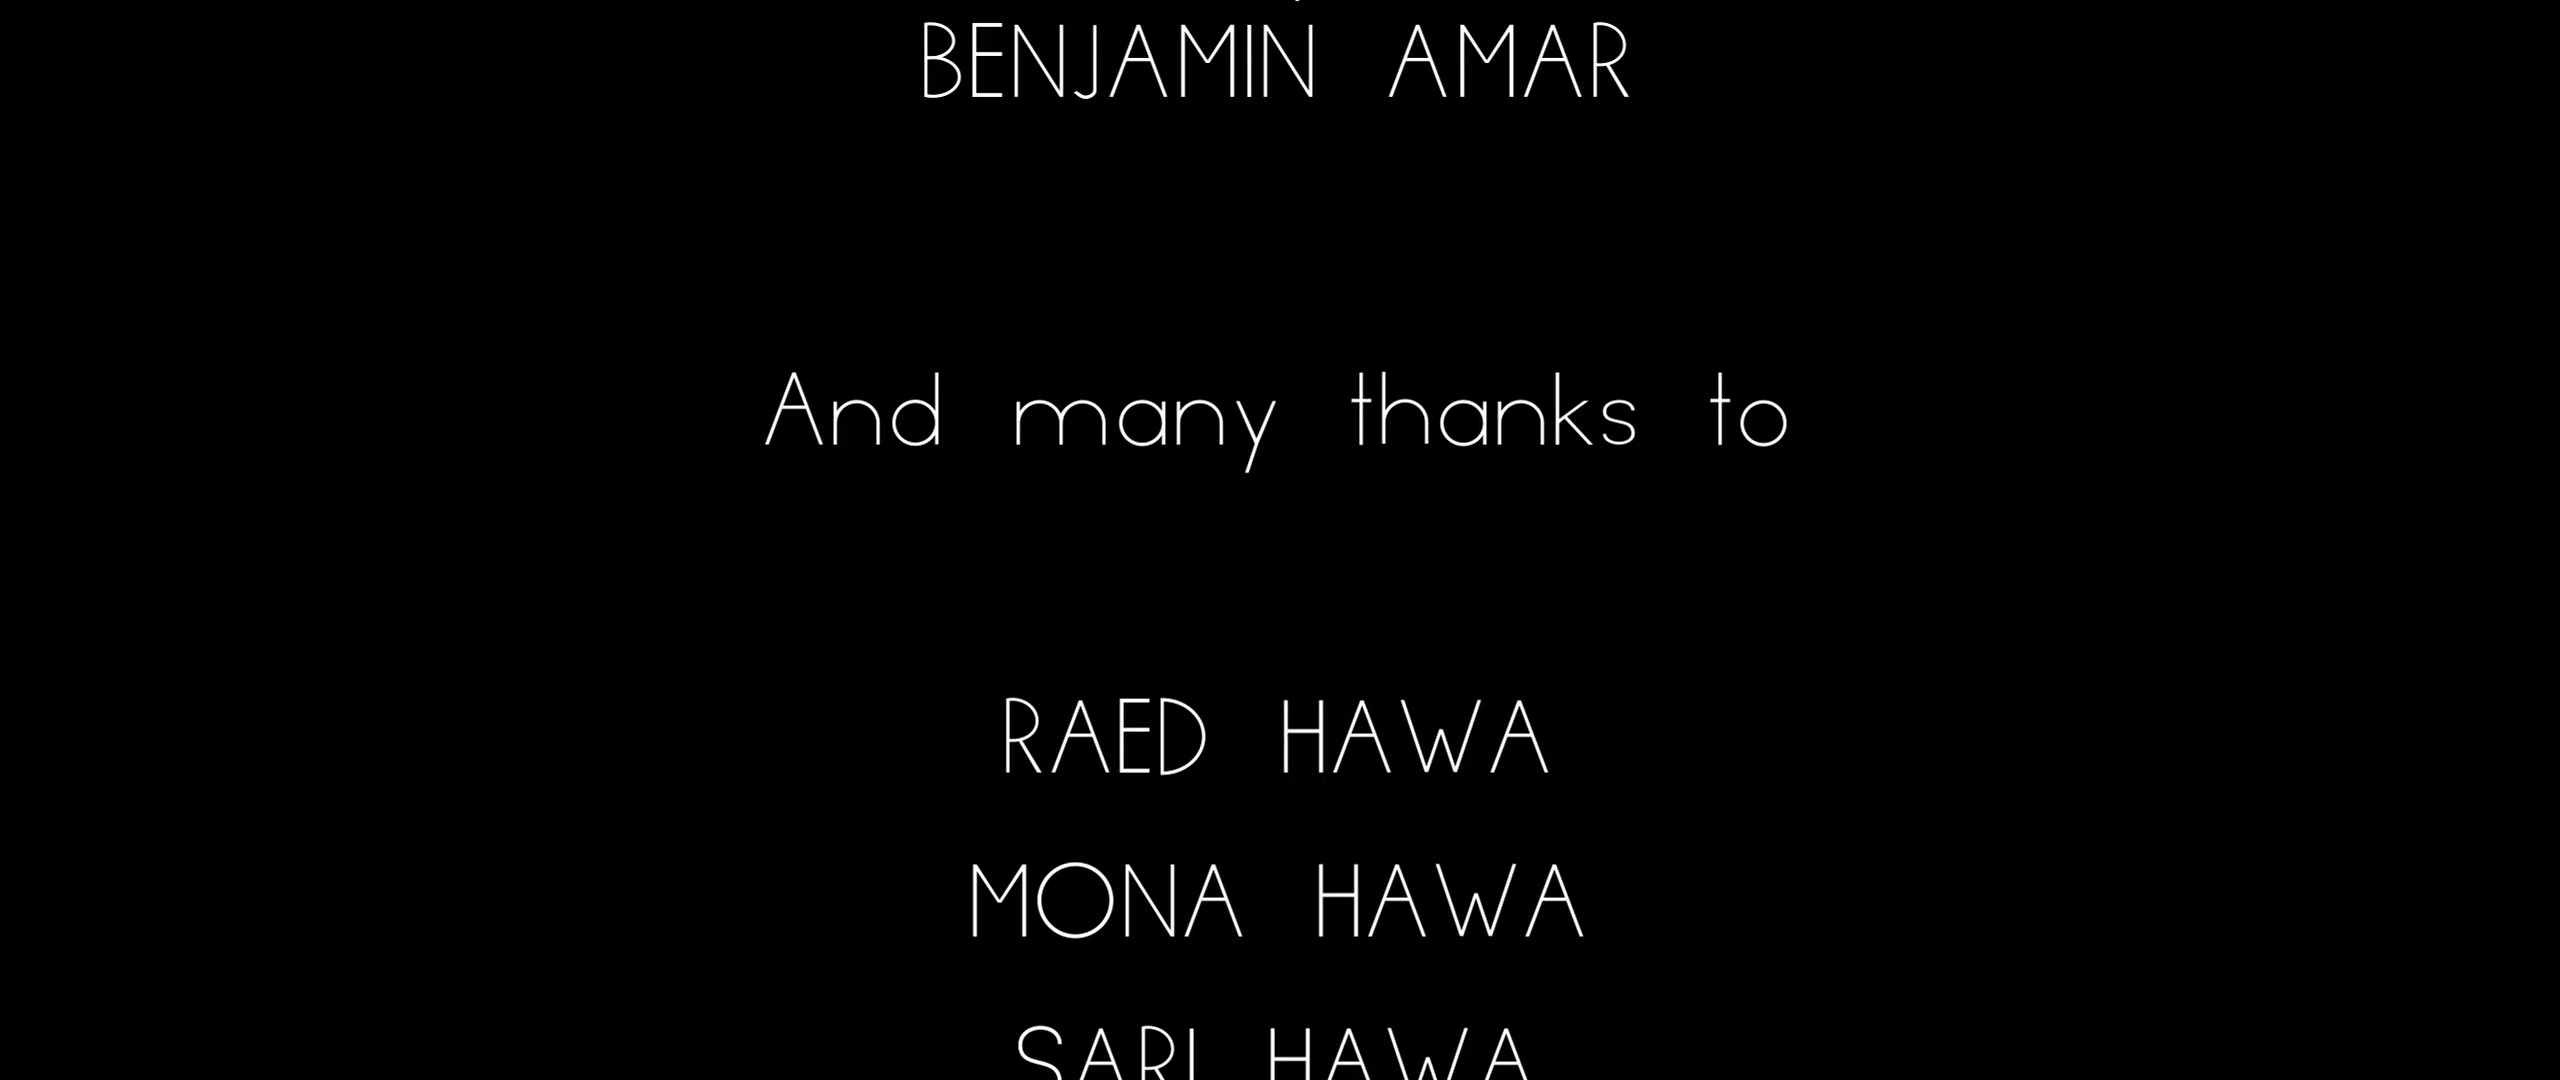 BENJAMIN AMAR
And many thanks to
RAED HAWA
MONA HAWA
SARI HAWA